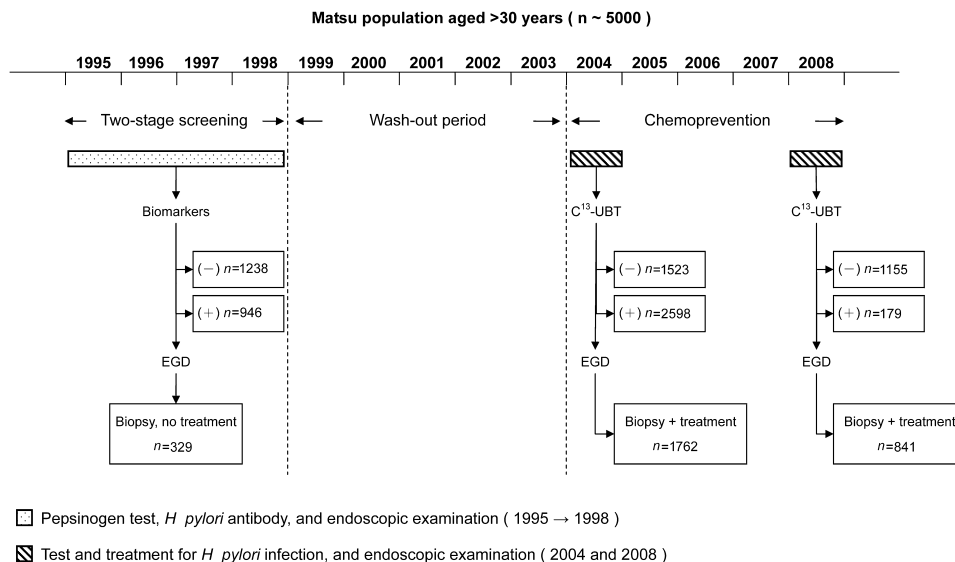 Matsu population aged >30 years ( n ~ 5000 )
1995 1996 1997 1998 1999 2000 2001 2002 2003 2004 2005 2006 2007 2008
Two-stage screening Wash-out period Chemoprevention
Biomarkers C13-UBT C13-UBT
(−) n=1238 (−) n=1523 (−) n=1155
(+) n=946 (+) n=2598 (+) n=179
EGD EGD EGD
Biopsy, no treatment Biopsy + treatment Biopsy + treatment
n=329 n=1762 n=841
Pepsinogen test, H pylori antibody, and endoscopic examination ( 1995 → 1998 )
Test and treatment for H pylori infection, and endoscopic examination ( 2004 and 2008 )